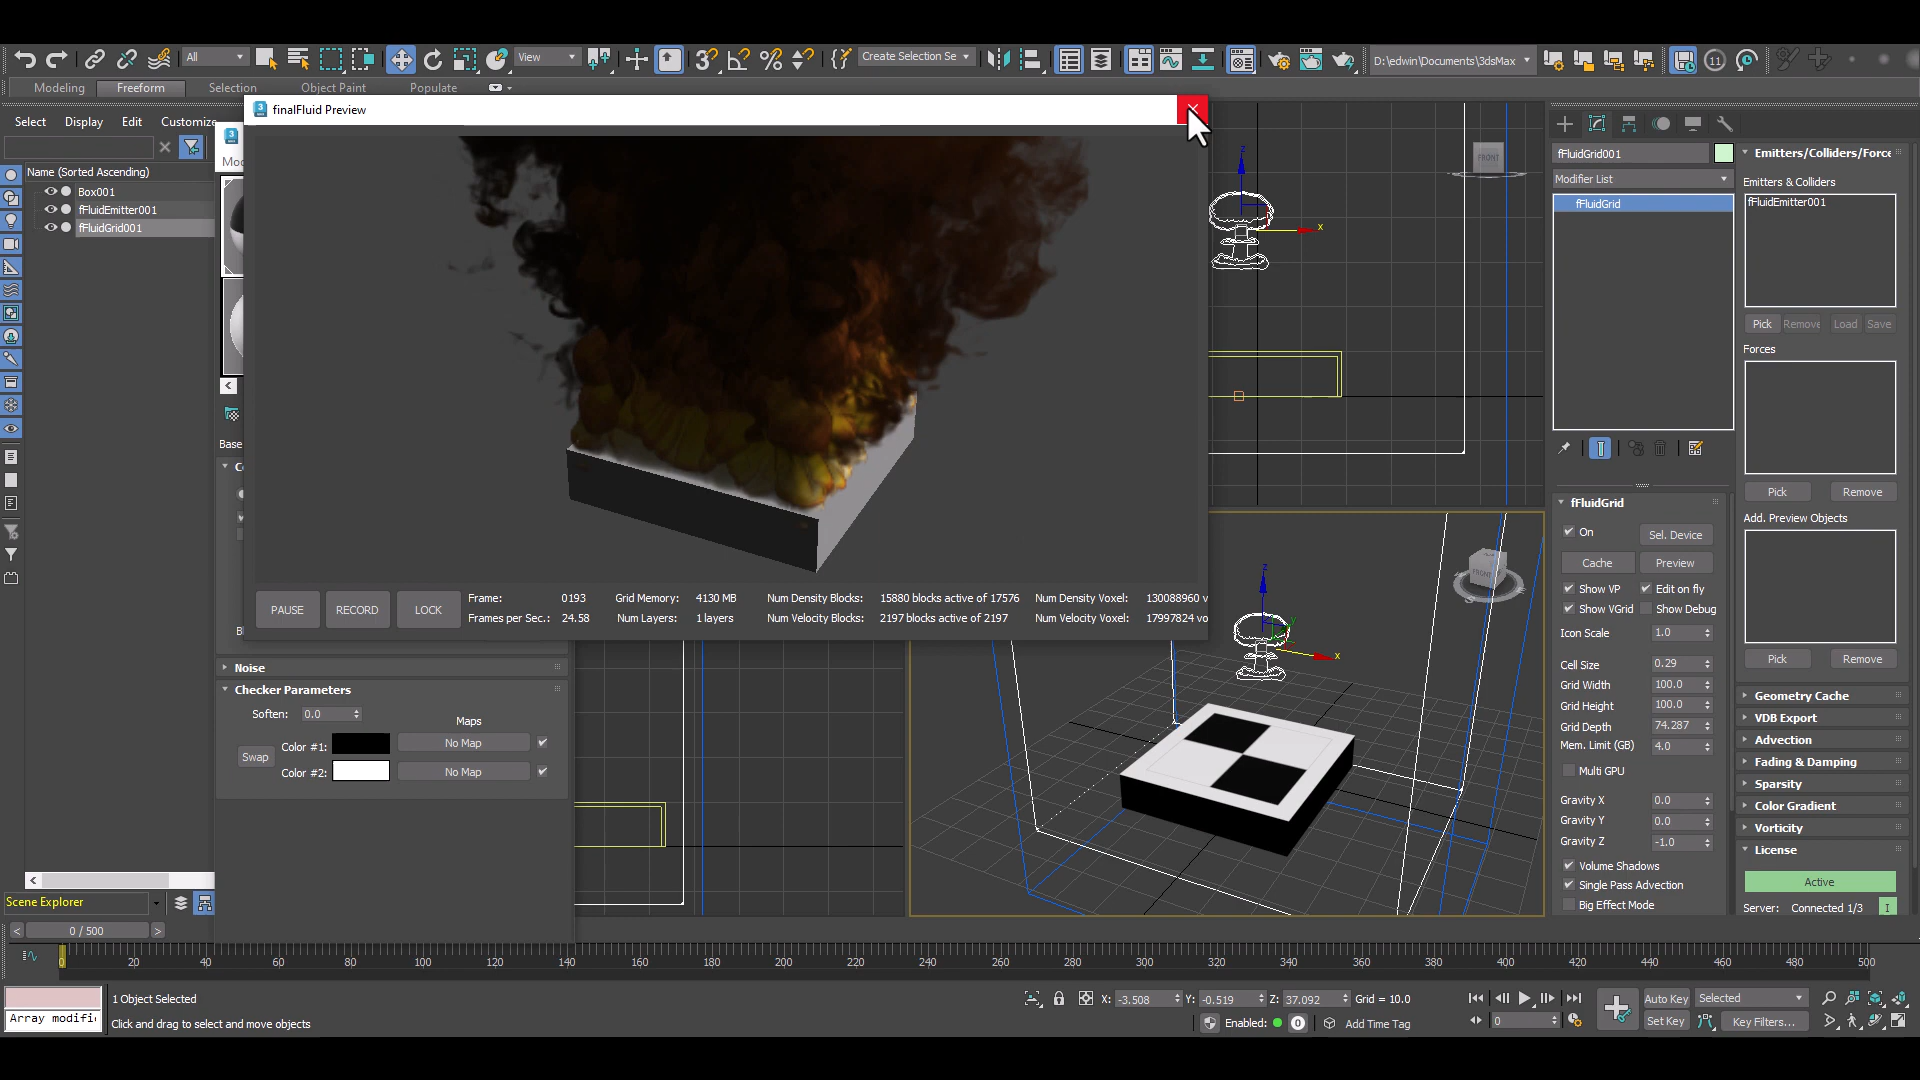 All
View
Create Selection Se
D:\edwin\Documents\3dsMax
11
Modeling
Freeform
Selection
Object Paint
Populate
Select
Display
Edit
Customize
finalFluid Preview
Name (Sorted Ascending)
Box001
fFluidEmitter001
fFluidGrid001
PAUSE
RECORD
LOCK
Frame: 0193
Grid Memory: 4130 MB
Num Density Blocks: 15880 blocks active of 17576
Num Density Voxel: 130088960 v
Frames per Sec.: 24.58
Num Layers: 1 layers
Num Velocity Blocks: 2197 blocks active of 2197
Num Velocity Voxel: 17997824 vo
Base
Noise
Checker Parameters
Soften: 0.0
Maps
Swap
Color #1: No Map
Color #2: No Map
Scene Explorer
z
x
FRONT
z
y
x
FRONT
fFluidGrid001
Modifier List
fFluidGrid
fFluidGrid
On
Sel. Device
Cache
Preview
Show VP
Edit on fly
Show VGrid
Show Debug
Icon Scale 1.0
Cell Size 0.29
Grid Width 100.0
Grid Height 100.0
Grid Depth 74.287
Mem. Limit (GB) 4.0
Multi GPU
Gravity X 0.0
Gravity Y 0.0
Gravity Z -1.0
Volume Shadows
Single Pass Advection
Big Effect Mode
Emitters/Colliders/Force
Emitters & Colliders
fFluidEmitter001
Pick
Remove
Load
Save
Forces
Pick
Remove
Add. Preview Objects
Pick
Remove
Geometry Cache
VDB Export
Advection
Fading & Damping
Sparsity
Color Gradient
Vorticity
License
Active
Server: Connected 1/3
I
0 / 500
0 20 40 60 80 100 120 140 160 180 200 220 240 260 280 300 320 340 360 380 400 420 440 460 480 500
1 Object Selected
Array modifi
Click and drag to select and move objects
X: -3.508
Y: -0.519
Z: 37.092
Grid = 10.0
Enabled:
0
Add Time Tag
0
Auto Key
Selected
Set Key
Key Filters...